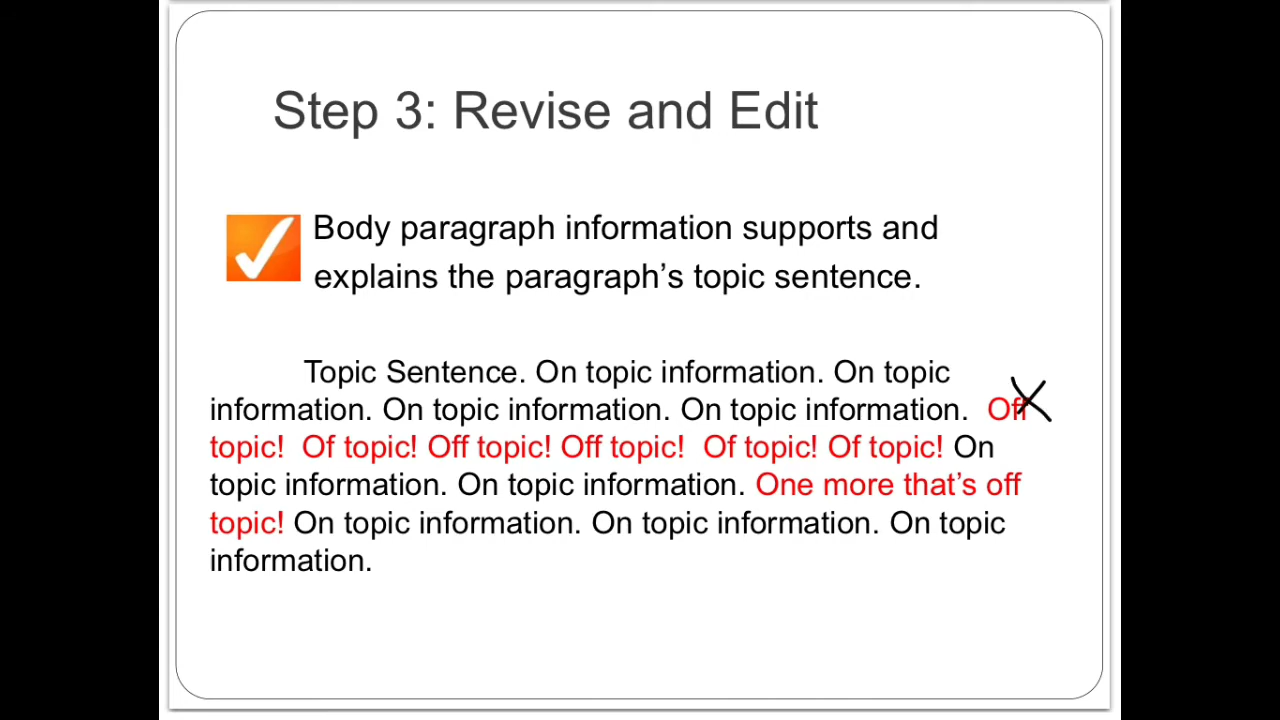 Step 3: Revise and Edit
Body paragraph information supports and
explains the paragraph’s topic sentence.
Topic Sentence. On topic information. On topic
information. On topic information. On topic information. Off
topic! Of topic! Off topic! Off topic! Of topic! Of topic! On
topic information. On topic information. One more that’s off
topic! On topic information. On topic information. On topic
information.